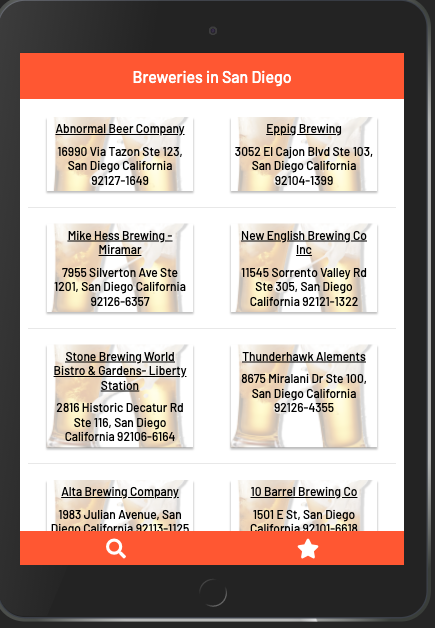 Breweries in San Diego
Abnormal Beer Company
16990 Via Tazon Ste 123,
San Diego California
92127-1649
Eppig Brewing
3052 El Cajon Blvd Ste 103,
San Diego California
92104-1399
Mike Hess Brewing -
Miramar
7955 Silverton Ave Ste
1201, San Diego California
92126-6357
New English Brewing Co
Inc
11545 Sorrento Valley Rd
Ste 305, San Diego
California 92121-1322
Stone Brewing World
Bistro & Gardens- Liberty
Station
2816 Historic Decatur Rd
Ste 116, San Diego
California 92106-6164
Thunderhawk Alements
8675 Miralani Dr Ste 100,
San Diego California
92126-4355
Alta Brewing Company
1983 Julian Avenue, San
Diego California 92113-1125
10 Barrel Brewing Co
1501 E St, San Diego
California 92101-6618